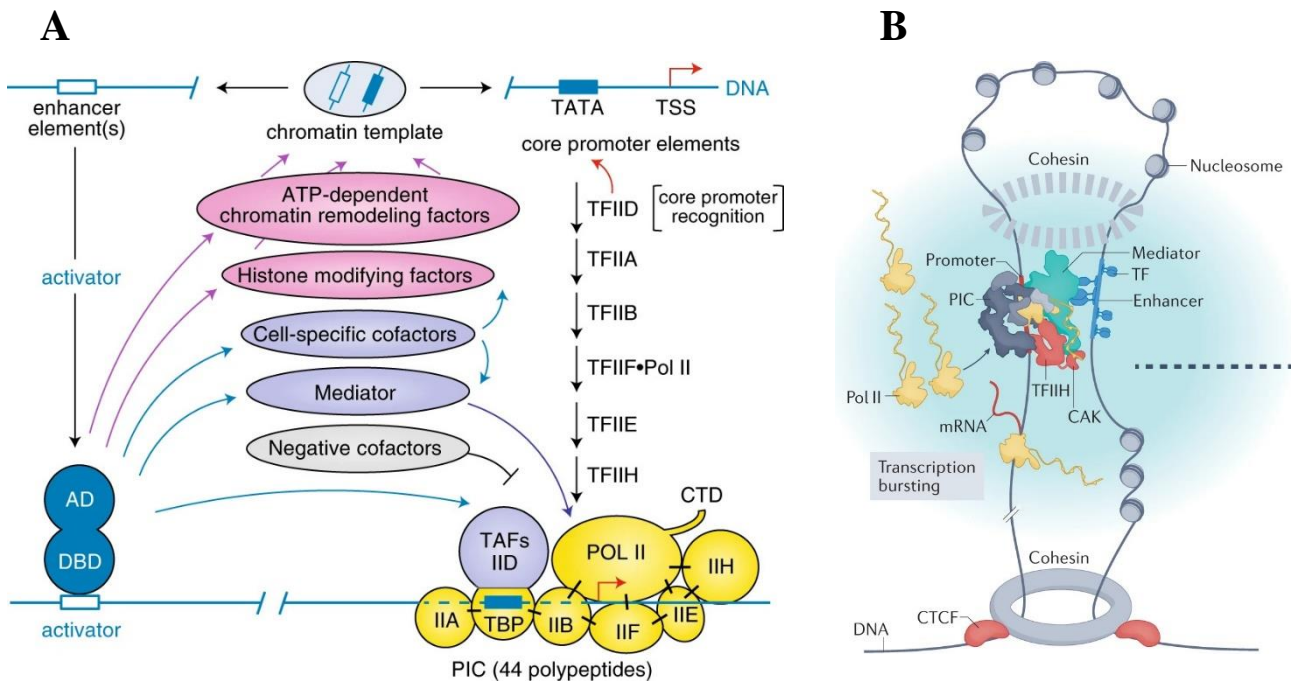 A
enhancer
element(s)
chromatin template
TATA
TSS
DNA
core promoter elements
ATP-dependent
chromatin remodeling factors
Histone modifying factors
Cell-specific cofactors
Mediator
Negative cofactors
activator
TFIID
core promoter
recognition
TFIIA
TFIIB
TFIIF•Pol II
TFIIE
TFIIH
AD
DBD
activator
TAFs
IID
POL II
CTD
IIH
IIA
TBP
IIB
IIF
IIE
PIC (44 polypeptides)
B
Cohesin
Nucleosome
Promoter
Mediator
TF
PIC
Enhancer
Pol II
TFIIH
CAK
mRNA
Transcription
bursting
Cohesin
CTCF
DNA